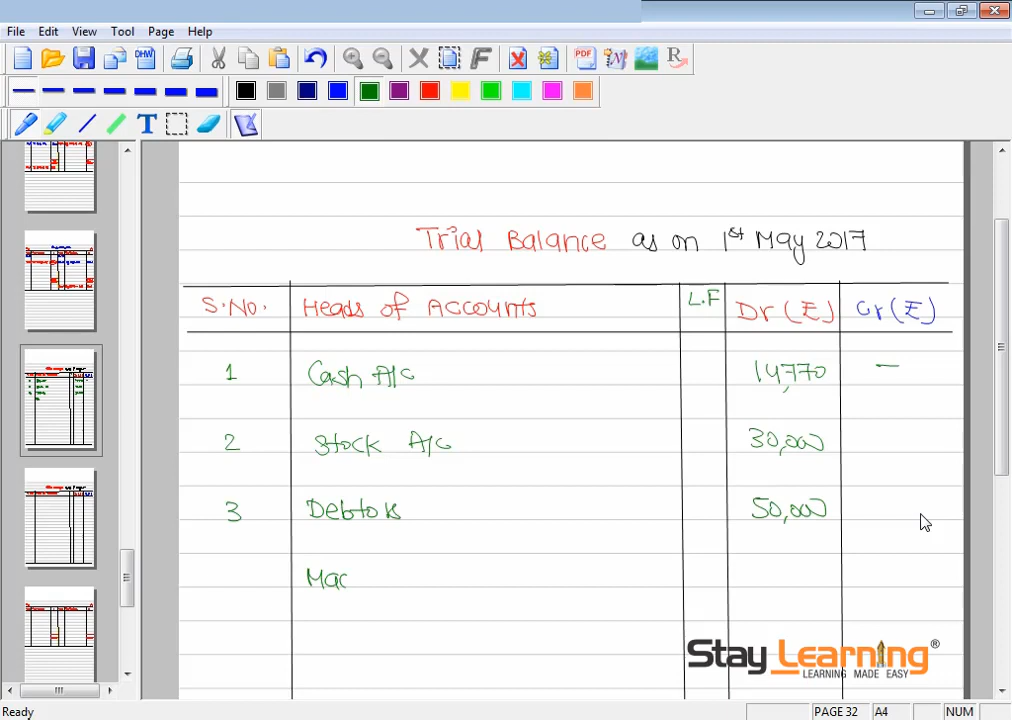 File Edit View Tool Page Help
Trial Balance as on 1st May 2017
S.No. Heads of Accounts L.F Dr (₹) Cr (₹)
1 Cash A/c 14,770 —
2 Stock A/c 30,000
3 Debtors 50,000
Mac
Stay Learning®
LEARNING MADE EASY
Ready PAGE 32 A4 NUM